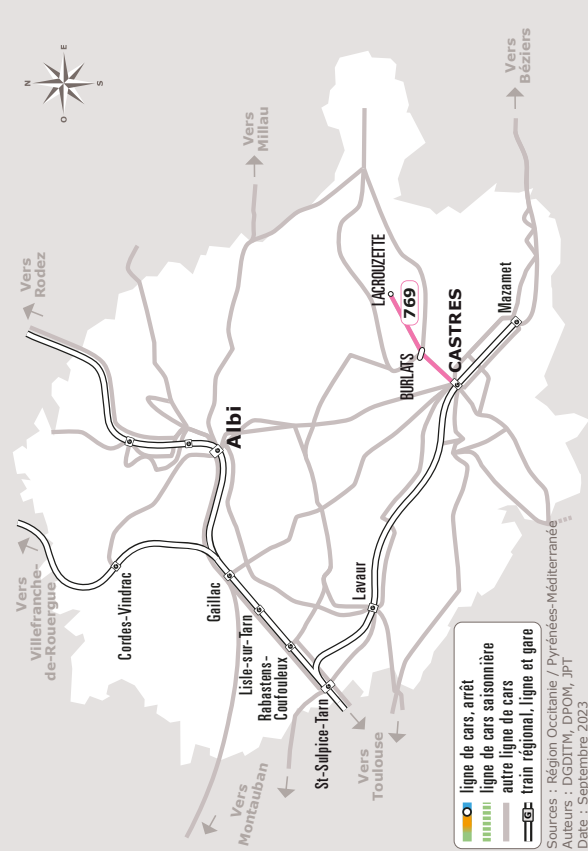 N
E
S
O
Vers
Rodez
Vers
Villefranche-
de-Rouergue
Vers
Millau
Vers
Béziers
Cordes-Vindrac
Albi
Gaillac
Lisle-sur-Tarn
Rabastens-
Coufouleux
St-Sulpice-Tarn
Vers
Montauban
Vers
Toulouse
Lavaur
LACROUZETTE
769
BURLATS
CASTRES
Mazamet
ligne de cars, arrêt
ligne de cars saisonnière
autre ligne de cars
G
train régional, ligne et gare
Sources : Région Occitanie / Pyrénées-Méditerranée
Auteurs : DGDITM, DPOM, JPT
Date : Septembre 2023